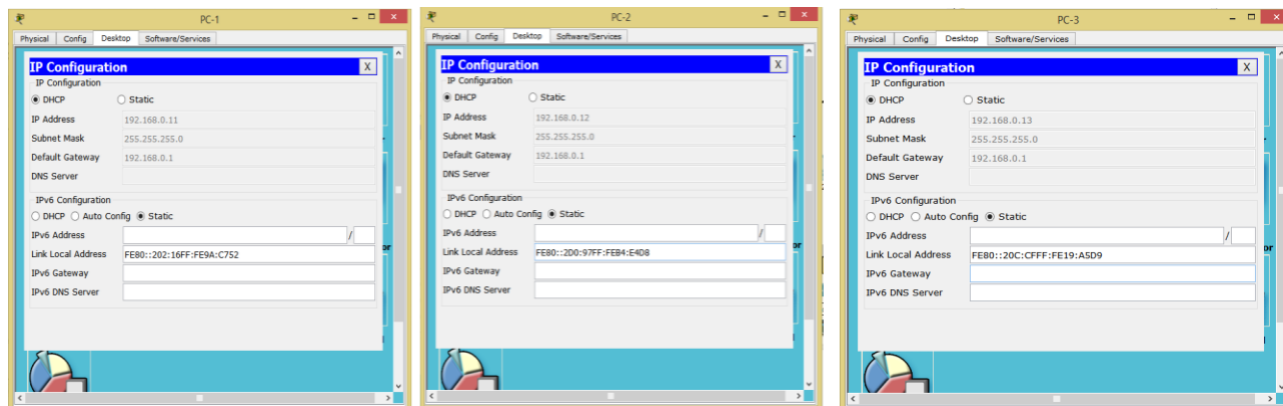 PC-1
Physical Config Desktop Software/Services
IP Configuration X
IP Configuration
DHCP Static
IP Address 192.168.0.11
Subnet Mask 255.255.255.0
Default Gateway 192.168.0.1
DNS Server
IPv6 Configuration
DHCP Auto Config Static
IPv6 Address /
Link Local Address FE80::202:16FF:FE9A:C752
IPv6 Gateway
IPv6 DNS Server
PC-2
Physical Config Desktop Software/Services
IP Configuration X
IP Configuration
DHCP Static
IP Address 192.168.0.12
Subnet Mask 255.255.255.0
Default Gateway 192.168.0.1
DNS Server
IPv6 Configuration
DHCP Auto Config Static
IPv6 Address /
Link Local Address FE80::2D0:97FF:FEB4:E4D8
IPv6 Gateway
IPv6 DNS Server
PC-3
Physical Config Desktop Software/Services
IP Configuration X
IP Configuration
DHCP Static
IP Address 192.168.0.13
Subnet Mask 255.255.255.0
Default Gateway 192.168.0.1
DNS Server
IPv6 Configuration
DHCP Auto Config Static
IPv6 Address /
Link Local Address FE80::20C:CFFF:FE19:A5D9
IPv6 Gateway
IPv6 DNS Server